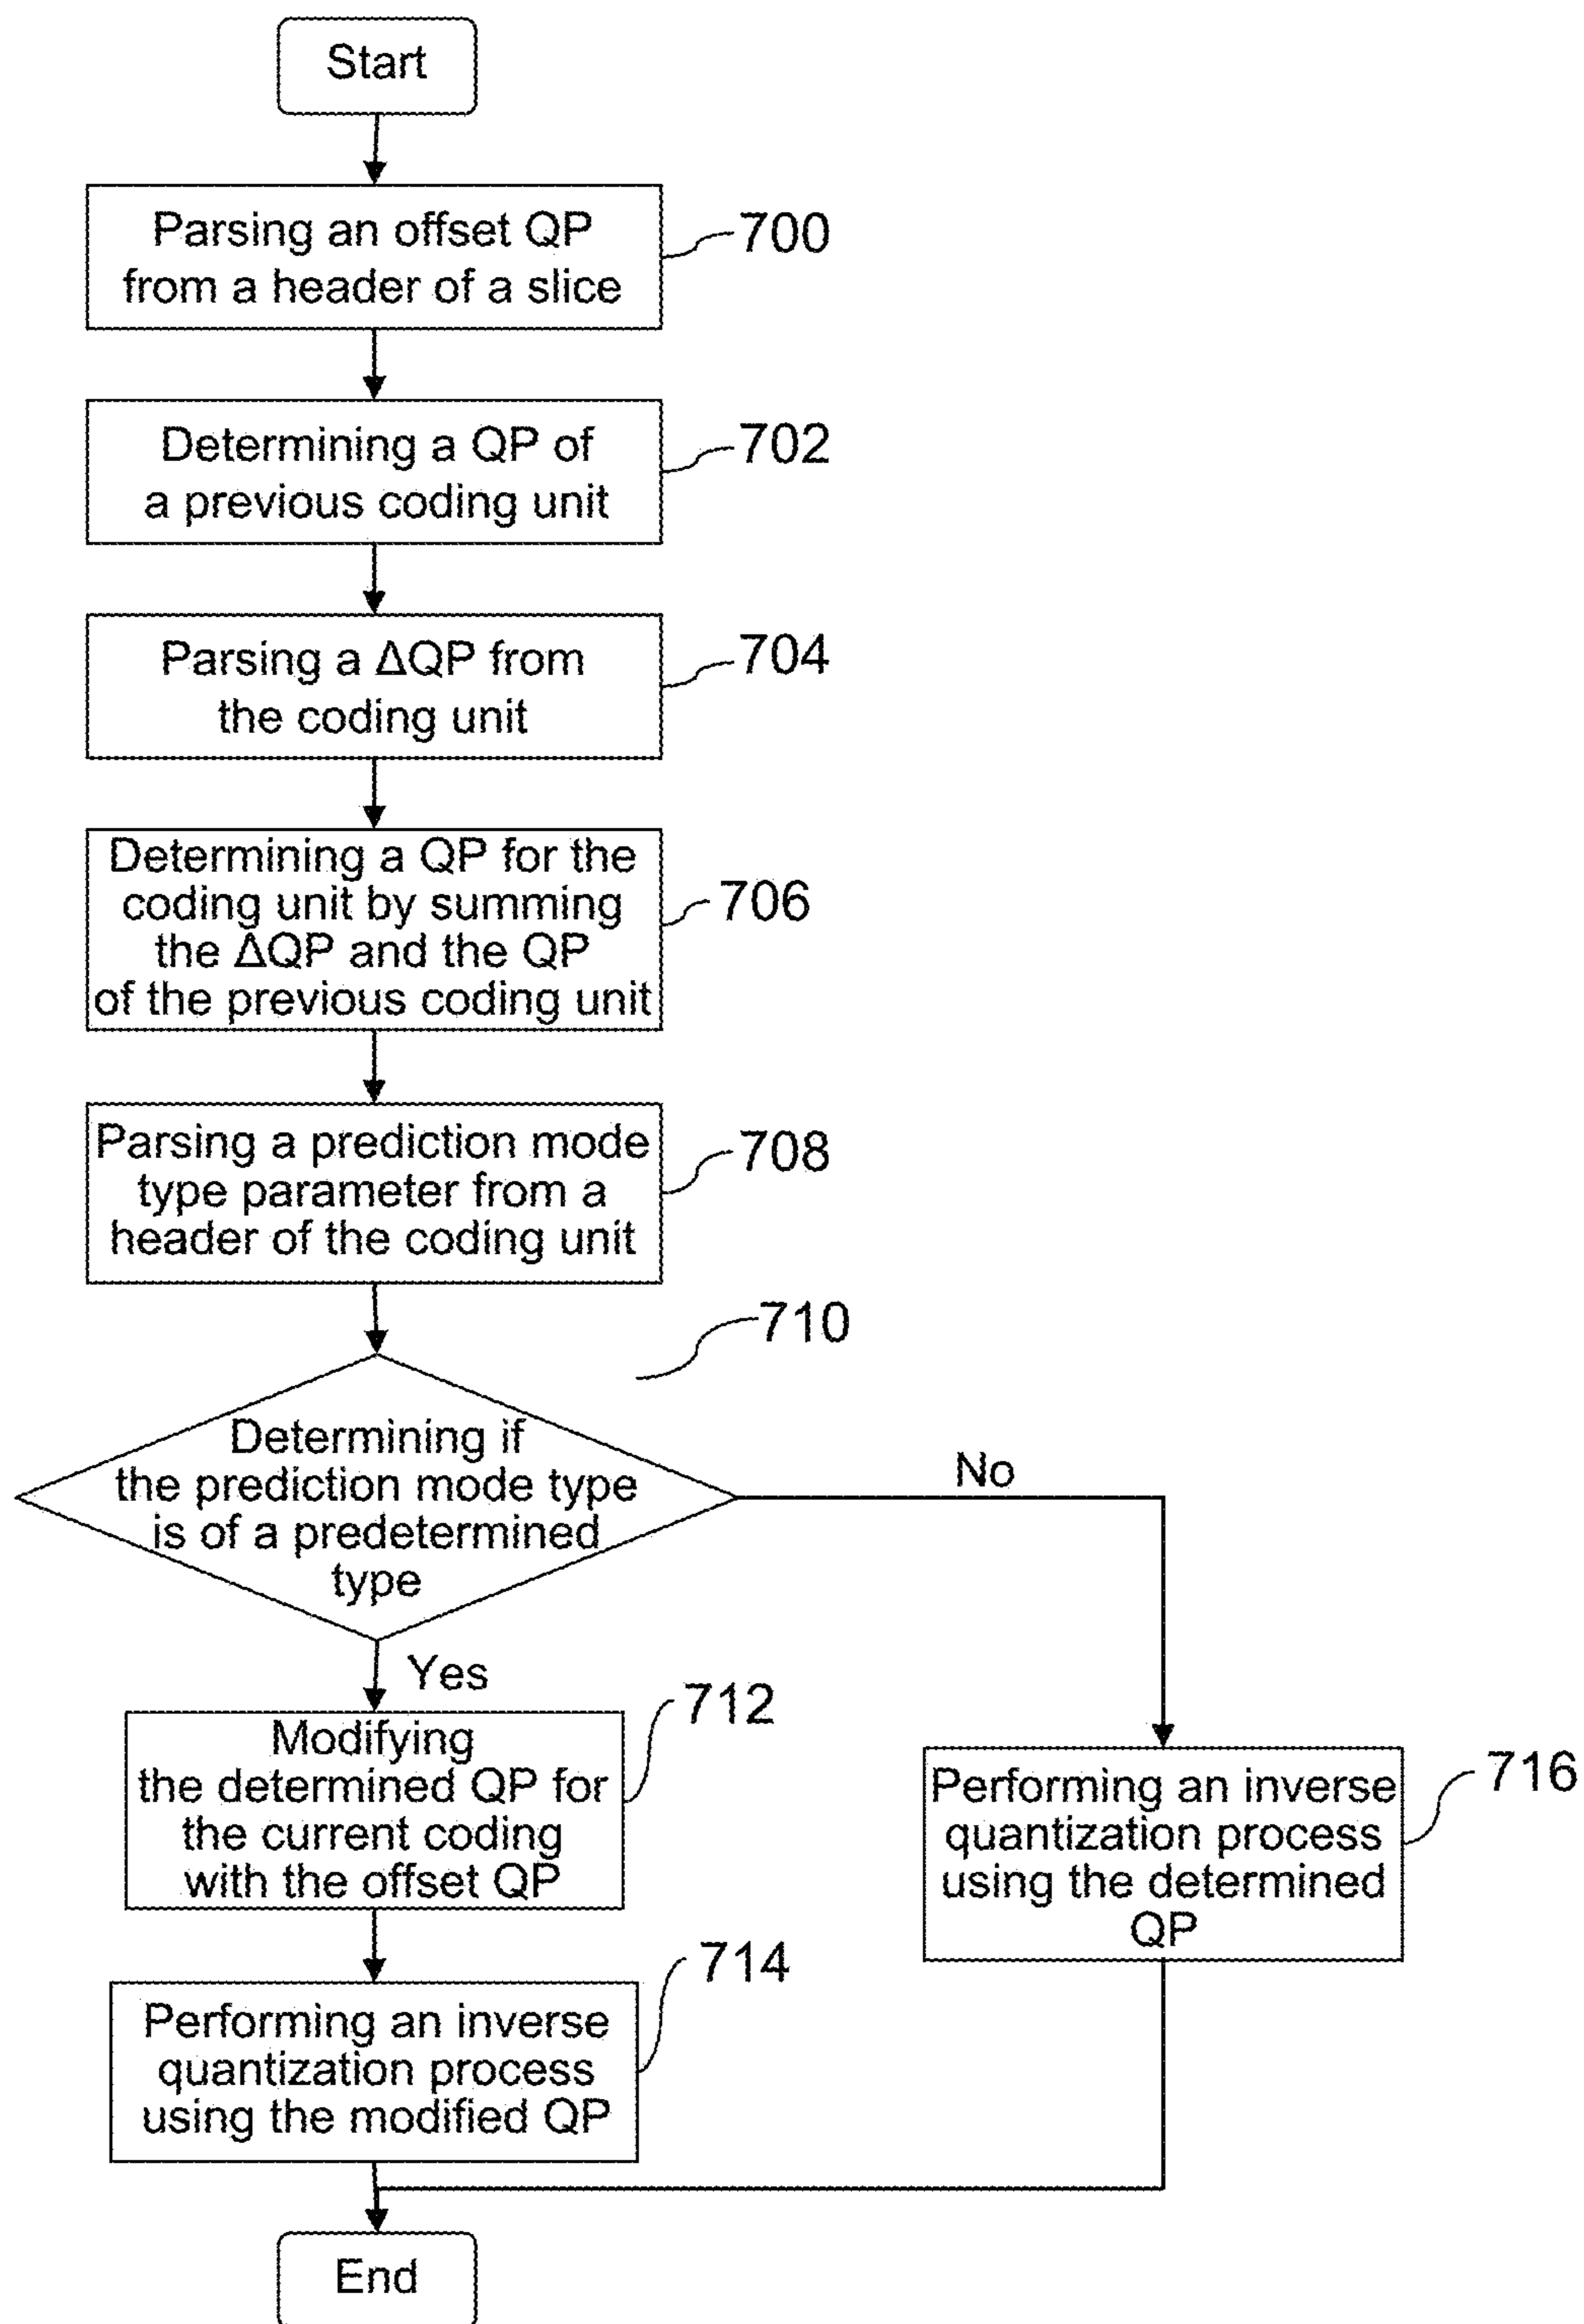 Start
Parsing an offset QP
from a header of a slice
700
Determining a QP of
a previous coding unit
702
Parsing a ΔQP from
the coding unit
704
Determining a QP for the
coding unit by summing
the ΔQP and the QP
of the previous coding unit
706
Parsing a prediction mode
type parameter from a
header of the coding unit
708
710
Determining if
the prediction mode type
is of a predetermined
type
No
Yes
Modifying
the determined QP for
the current coding
with the offset QP
712
Performing an inverse
quantization process
using the determined
QP
716
Performing an inverse
quantization process
using the modified QP
714
End